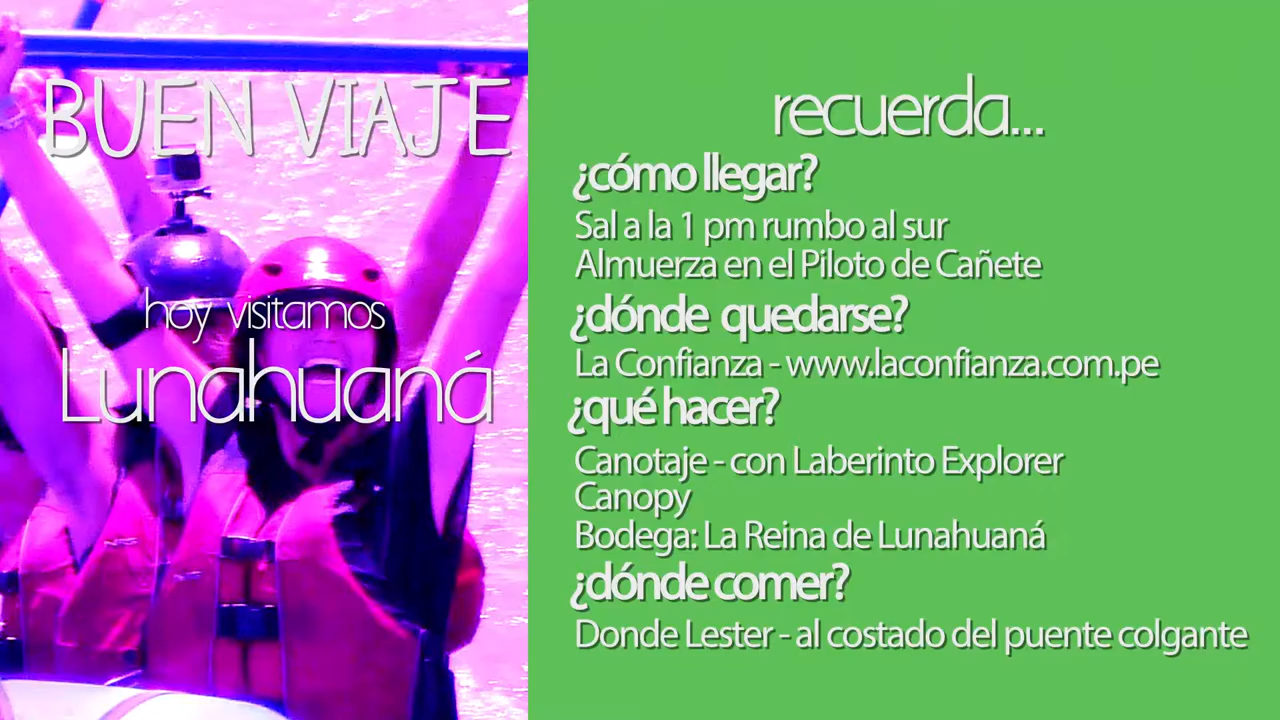 BUEN VIAJE
hoy visitamos
Lunahuaná
recuerda...
¿cómo llegar?
Sal a la 1 pm rumbo al sur
Almuerza en el Piloto de Cañete
¿dónde quedarse?
La Confianza - www.laconfianza.com.pe
¿qué hacer?
Canotaje - con Laberinto Explorer
Canopy
Bodega: La Reina de Lunahuaná
¿dónde comer?
Donde Lester - al costado del puente colgante